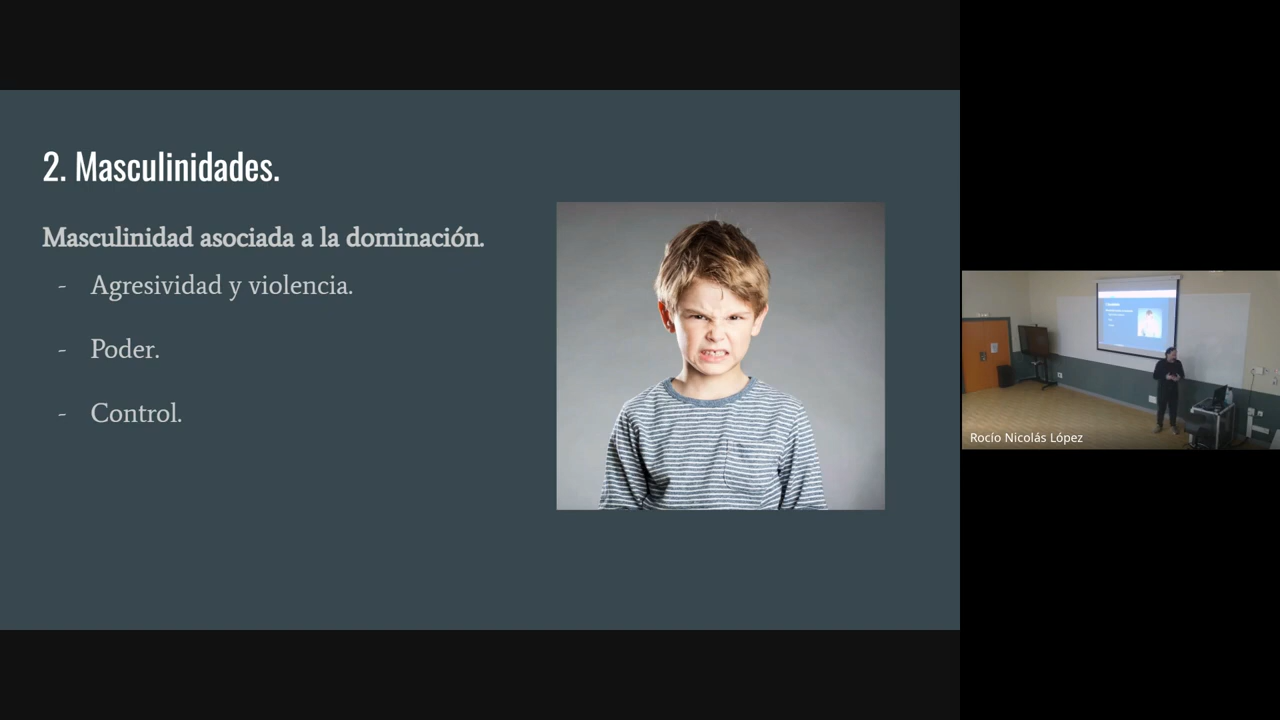 2. Masculinidades.
Masculinidad asociada a la dominación.
- Agresividad y violencia.
- Poder.
- Control.
Rocío Nicolás López